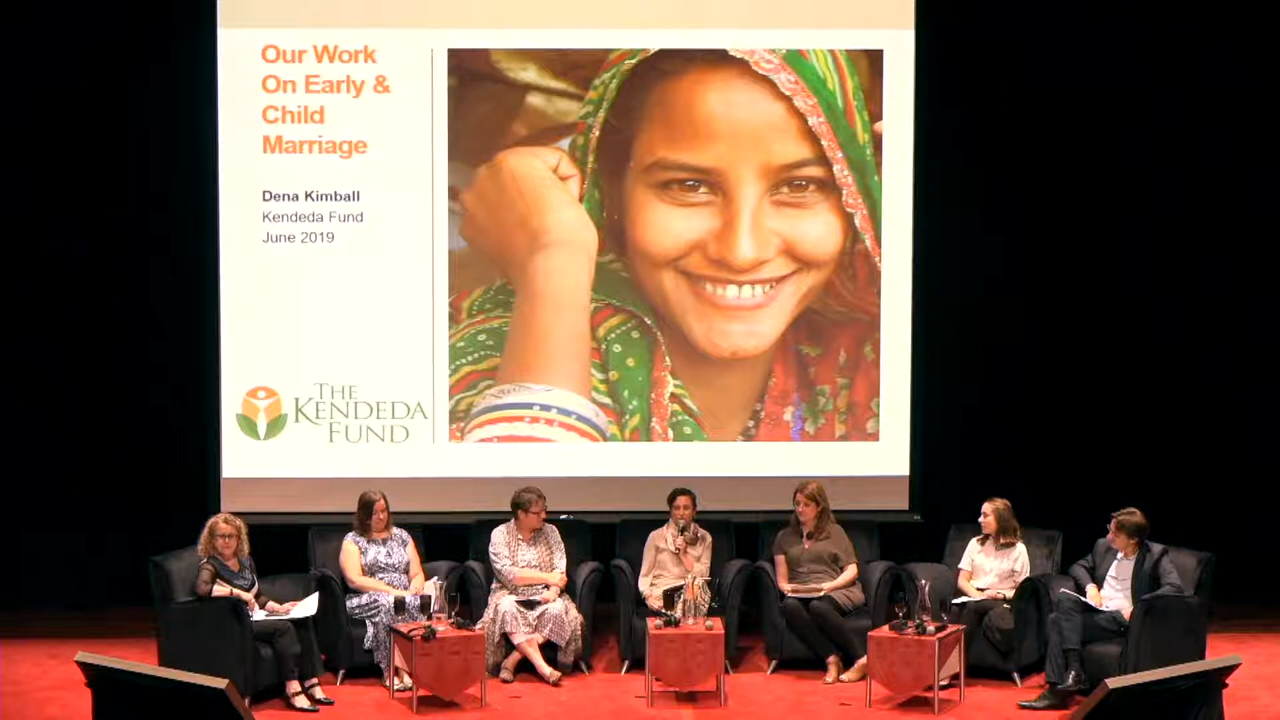 Our Work
On Early &
Child
Marriage
Dena Kimball
Kendeda Fund
June 2019
THE
KENDEDA
FUND